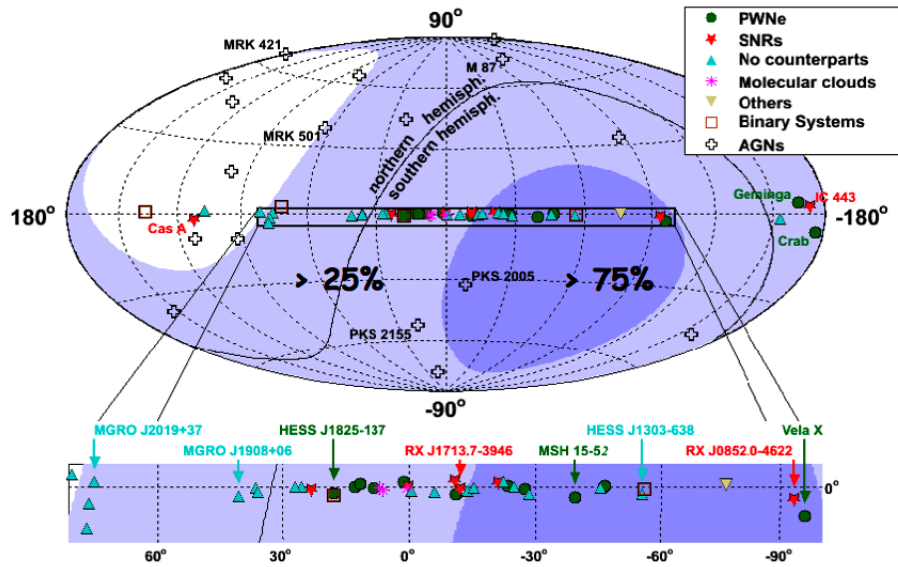 90°
PWNe
SNRs
No counterparts
Molecular clouds
Others
Binary Systems
AGNs
MRK 421
M 87
northern hemisph.
southern hemisph.
MRK 501
Geminga
IC 443
180°
-180°
Cas A
Crab
> 25%
PKS 2005
> 75%
PKS 2155
-90°
MGRO J2019+37
HESS J1825-137
HESS J1303-638
Vela X
MGRO J1908+06
RX J1713.7-3946
MSH 15-52
RX J0852.0-4622
0°
60°
30°
0°
-30°
-60°
-90°